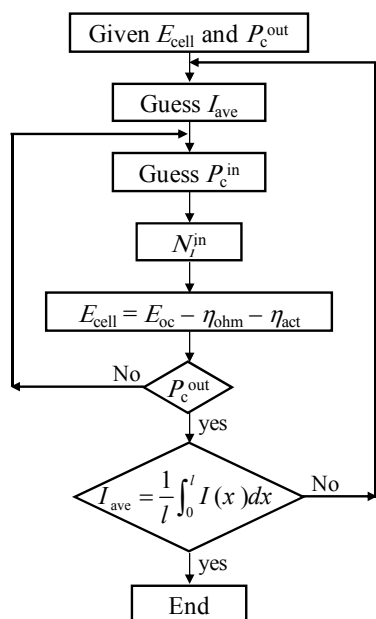 Given E_cell and P_c^out
Guess I_ave
Guess P_c^in
N_I^in
E_cell = E_oc − η_ohm − η_act
No
P_c^out
yes
I_ave = 1/l ∫_0^l I(x)dx
No
yes
End